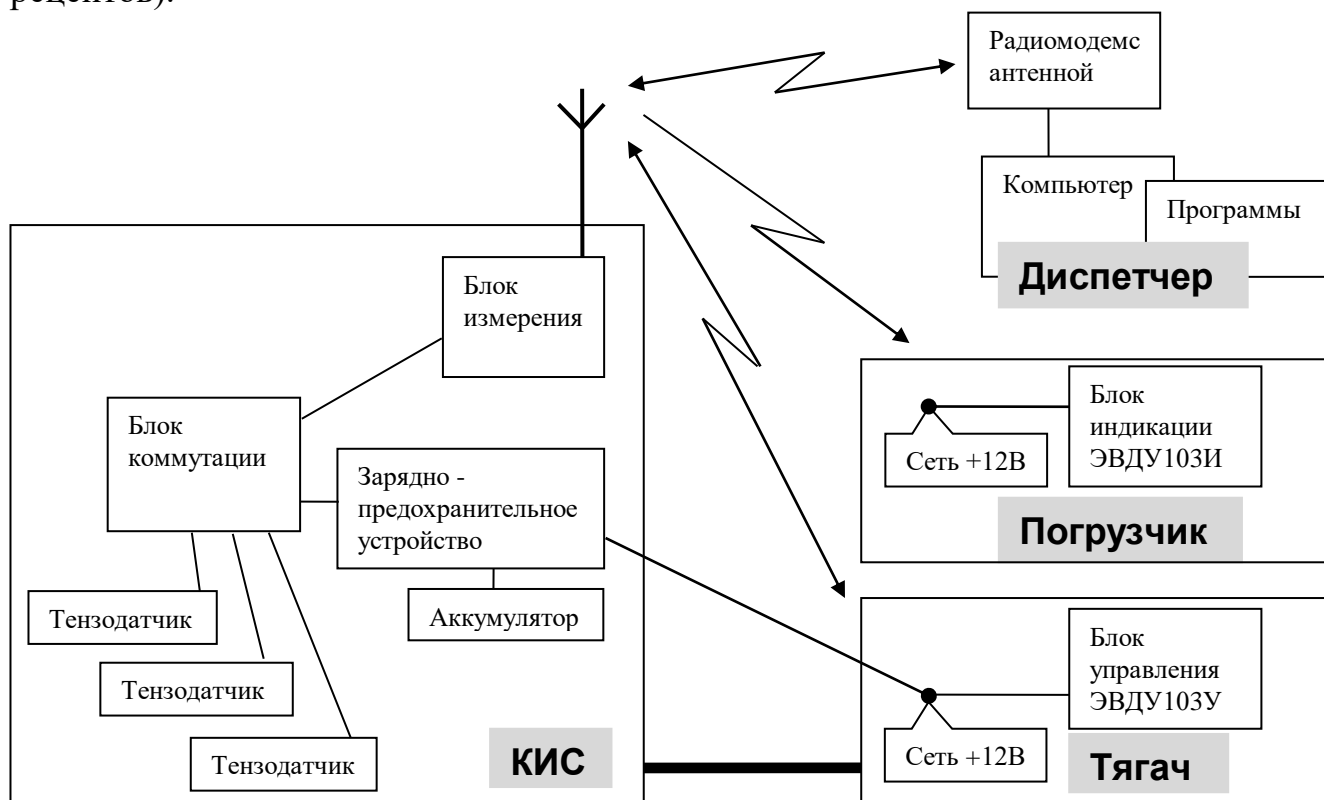 рецептов).
Радиомодемс
антенной
Компьютер
Программы
Диспетчер
Блок
измерения
Блок
коммутации
Зарядно -
предохранительное
устройство
Аккумулятор
Тензодатчик
Тензодатчик
Тензодатчик
КИС
Блок
индикации
ЭВДУ103И
Сеть +12В
Погрузчик
Блок
управления
ЭВДУ103У
Сеть +12В
Тягач